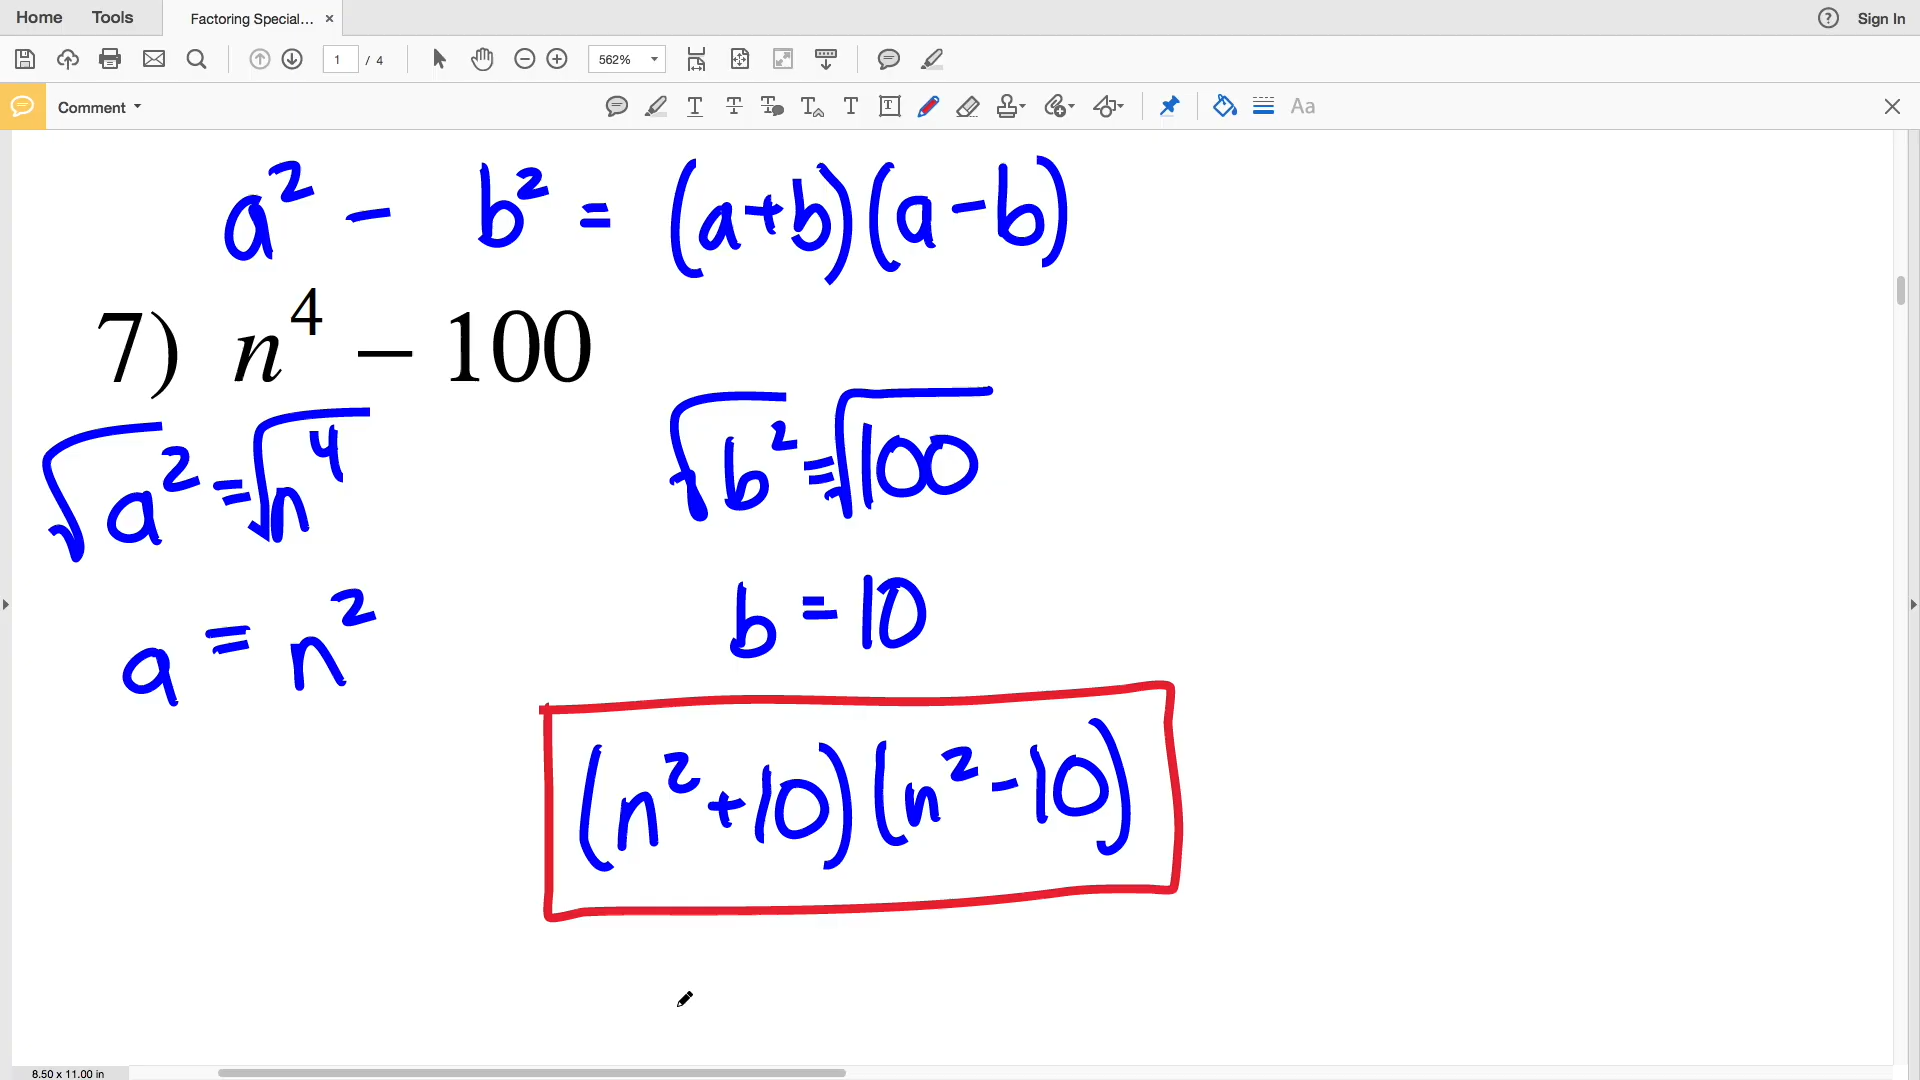 Home Tools Factoring Special... × ? Sign In
1 / 4 562%
Comment T T T T T T Aa
a² - b² = (a+b)(a-b)
7) n⁴ − 100
√a² = √n⁴ √b² = √100
a = n² b = 10
(n²+10)(n²-10)
8.50 x 11.00 in